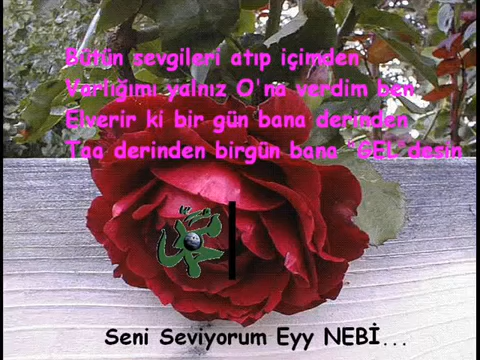 Bütün sevgileri atıp içimden
Varlığımı yalnız O'na verdim ben
Elverir ki bir gün bana derinden
Taa derinden birgün bana "GEL"desin
Seni Seviyorum Eyy NEBİ...